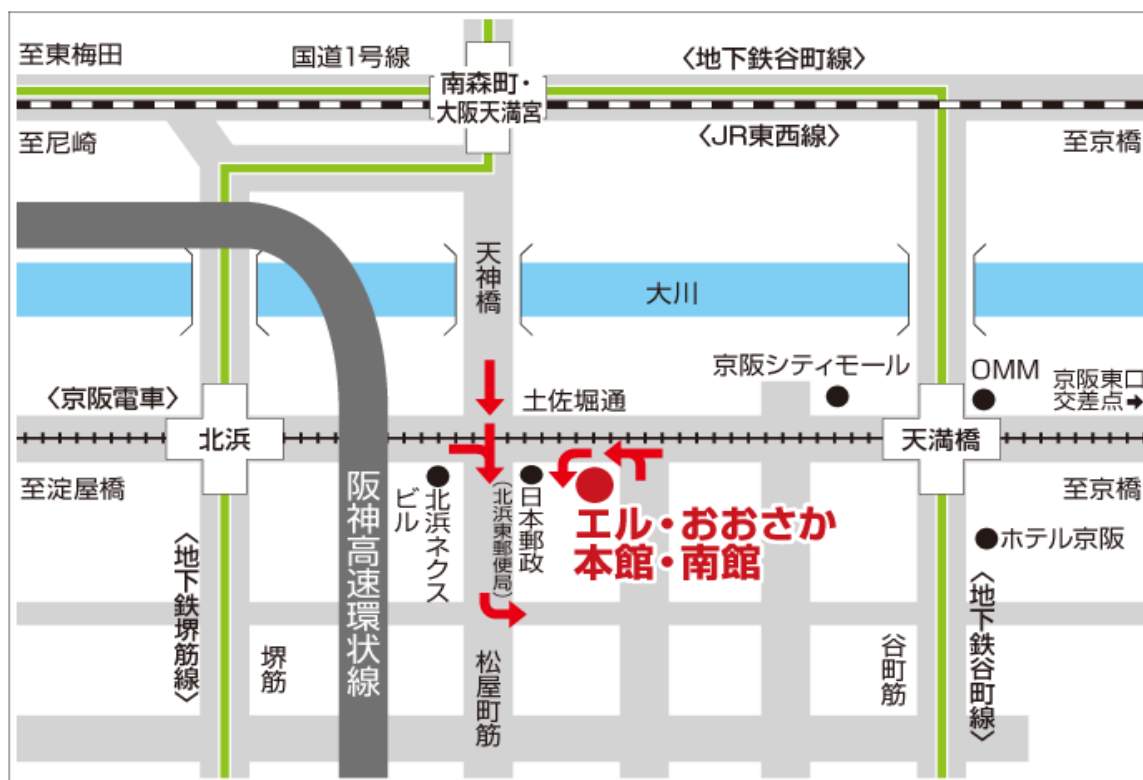 至東梅田
国道1号線
〈地下鉄谷町線〉
南森町・
大阪天満宮
至尼崎
〈JR東西線〉
至京橋
天神橋
大川
京阪シティモール
OMM
京阪東口
交差点➡
〈京阪電車〉
土佐堀通
北浜
天満橋
至淀屋橋
阪神高速環状線
北浜ネクス
ビル
(北浜東郵便局)
日本郵政
エル・おおさか
本館・南館
至京橋
ホテル京阪
〈地下鉄堺筋線〉
堺筋
松屋町筋
谷町筋
〈地下鉄谷町線〉